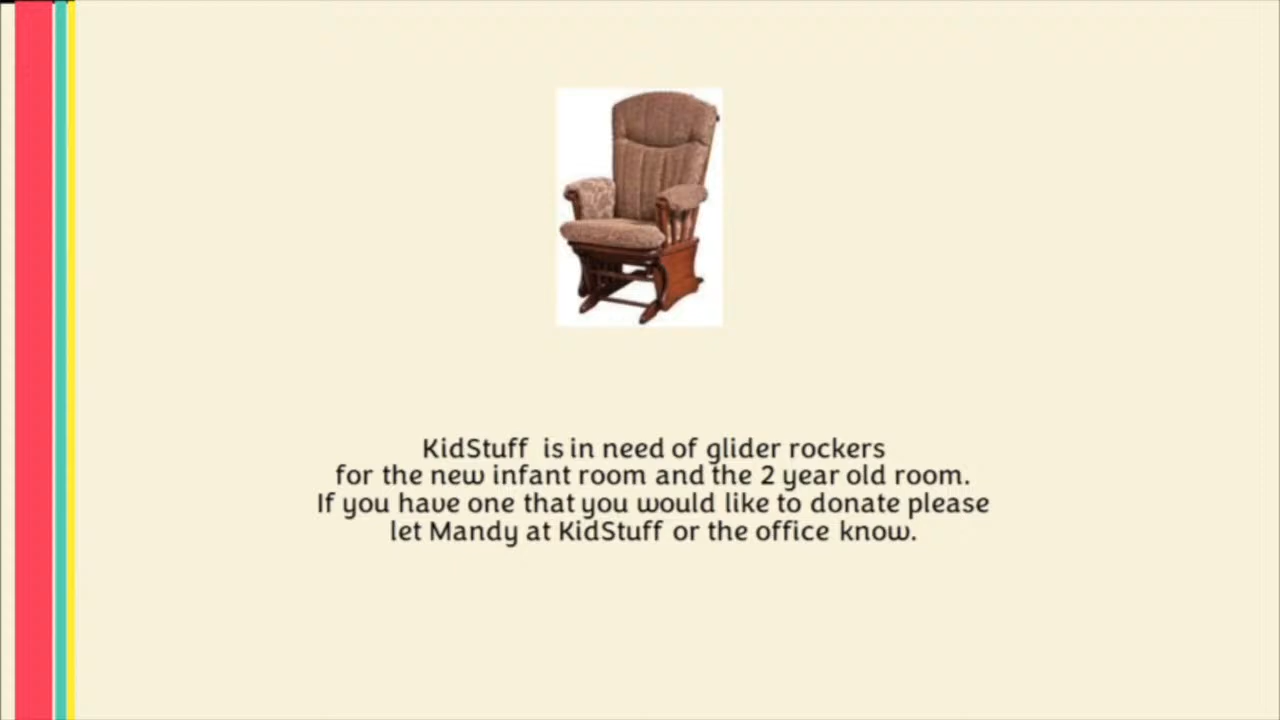 KidStuff is in need of glider rockers
for the new infant room and the 2 year old room.
If you have one that you would like to donate please
let Mandy at KidStuff or the office know.